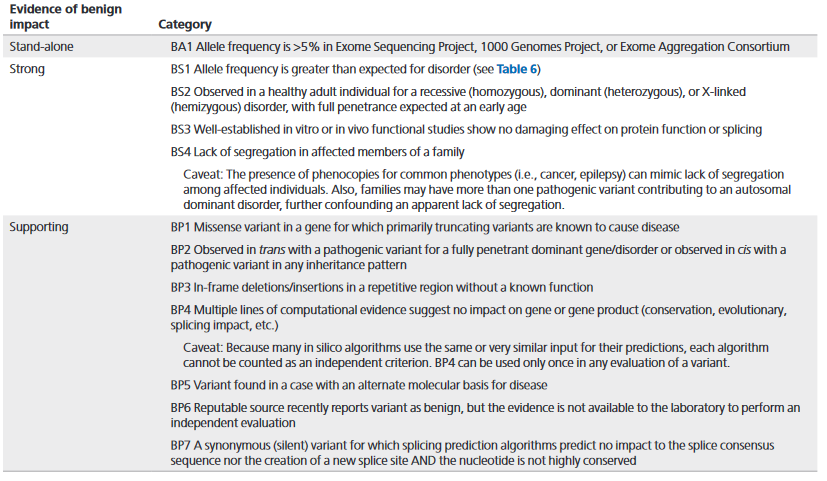 Evidence of benign
impact
Category
Stand-alone
BA1 Allele frequency is >5% in Exome Sequencing Project, 1000 Genomes Project, or Exome Aggregation Consortium
Strong
BS1 Allele frequency is greater than expected for disorder (see Table 6)
BS2 Observed in a healthy adult individual for a recessive (homozygous), dominant (heterozygous), or X-linked
(hemizygous) disorder, with full penetrance expected at an early age
BS3 Well-established in vitro or in vivo functional studies show no damaging effect on protein function or splicing
BS4 Lack of segregation in affected members of a family
Caveat: The presence of phenocopies for common phenotypes (i.e., cancer, epilepsy) can mimic lack of segregation
among affected individuals. Also, families may have more than one pathogenic variant contributing to an autosomal
dominant disorder, further confounding an apparent lack of segregation.
Supporting
BP1 Missense variant in a gene for which primarily truncating variants are known to cause disease
BP2 Observed in trans with a pathogenic variant for a fully penetrant dominant gene/disorder or observed in cis with a
pathogenic variant in any inheritance pattern
BP3 In-frame deletions/insertions in a repetitive region without a known function
BP4 Multiple lines of computational evidence suggest no impact on gene or gene product (conservation, evolutionary,
splicing impact, etc.)
Caveat: Because many in silico algorithms use the same or very similar input for their predictions, each algorithm
cannot be counted as an independent criterion. BP4 can be used only once in any evaluation of a variant.
BP5 Variant found in a case with an alternate molecular basis for disease
BP6 Reputable source recently reports variant as benign, but the evidence is not available to the laboratory to perform an
independent evaluation
BP7 A synonymous (silent) variant for which splicing prediction algorithms predict no impact to the splice consensus
sequence nor the creation of a new splice site AND the nucleotide is not highly conserved